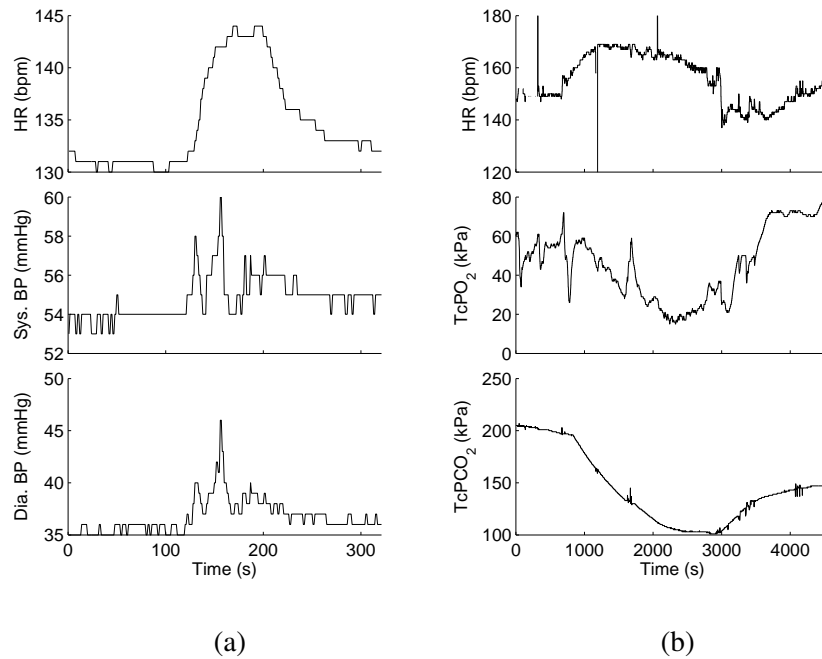 145
140
135
130
HR (bpm)
60
58
56
54
52
Sys. BP (mmHg)
50
45
40
35
Dia. BP (mmHg)
0 100 200 300
Time (s)
(a)
180
160
140
120
HR (bpm)
80
60
40
20
0
TcPO₂ (kPa)
250
200
150
100
TcPCO₂ (kPa)
0 1000 2000 3000 4000
Time (s)
(b)